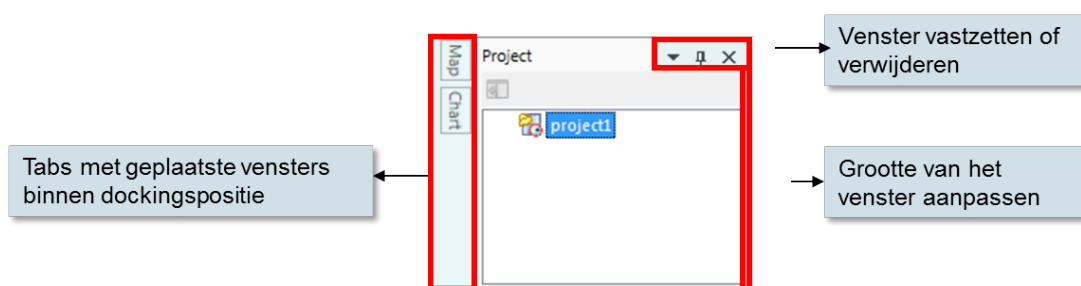 Map
Chart
Project
project1
Venster vastzetten of
verwijderen
Tabs met geplaatste vensters
binnen dockingspositie
Grootte van het
venster aanpassen